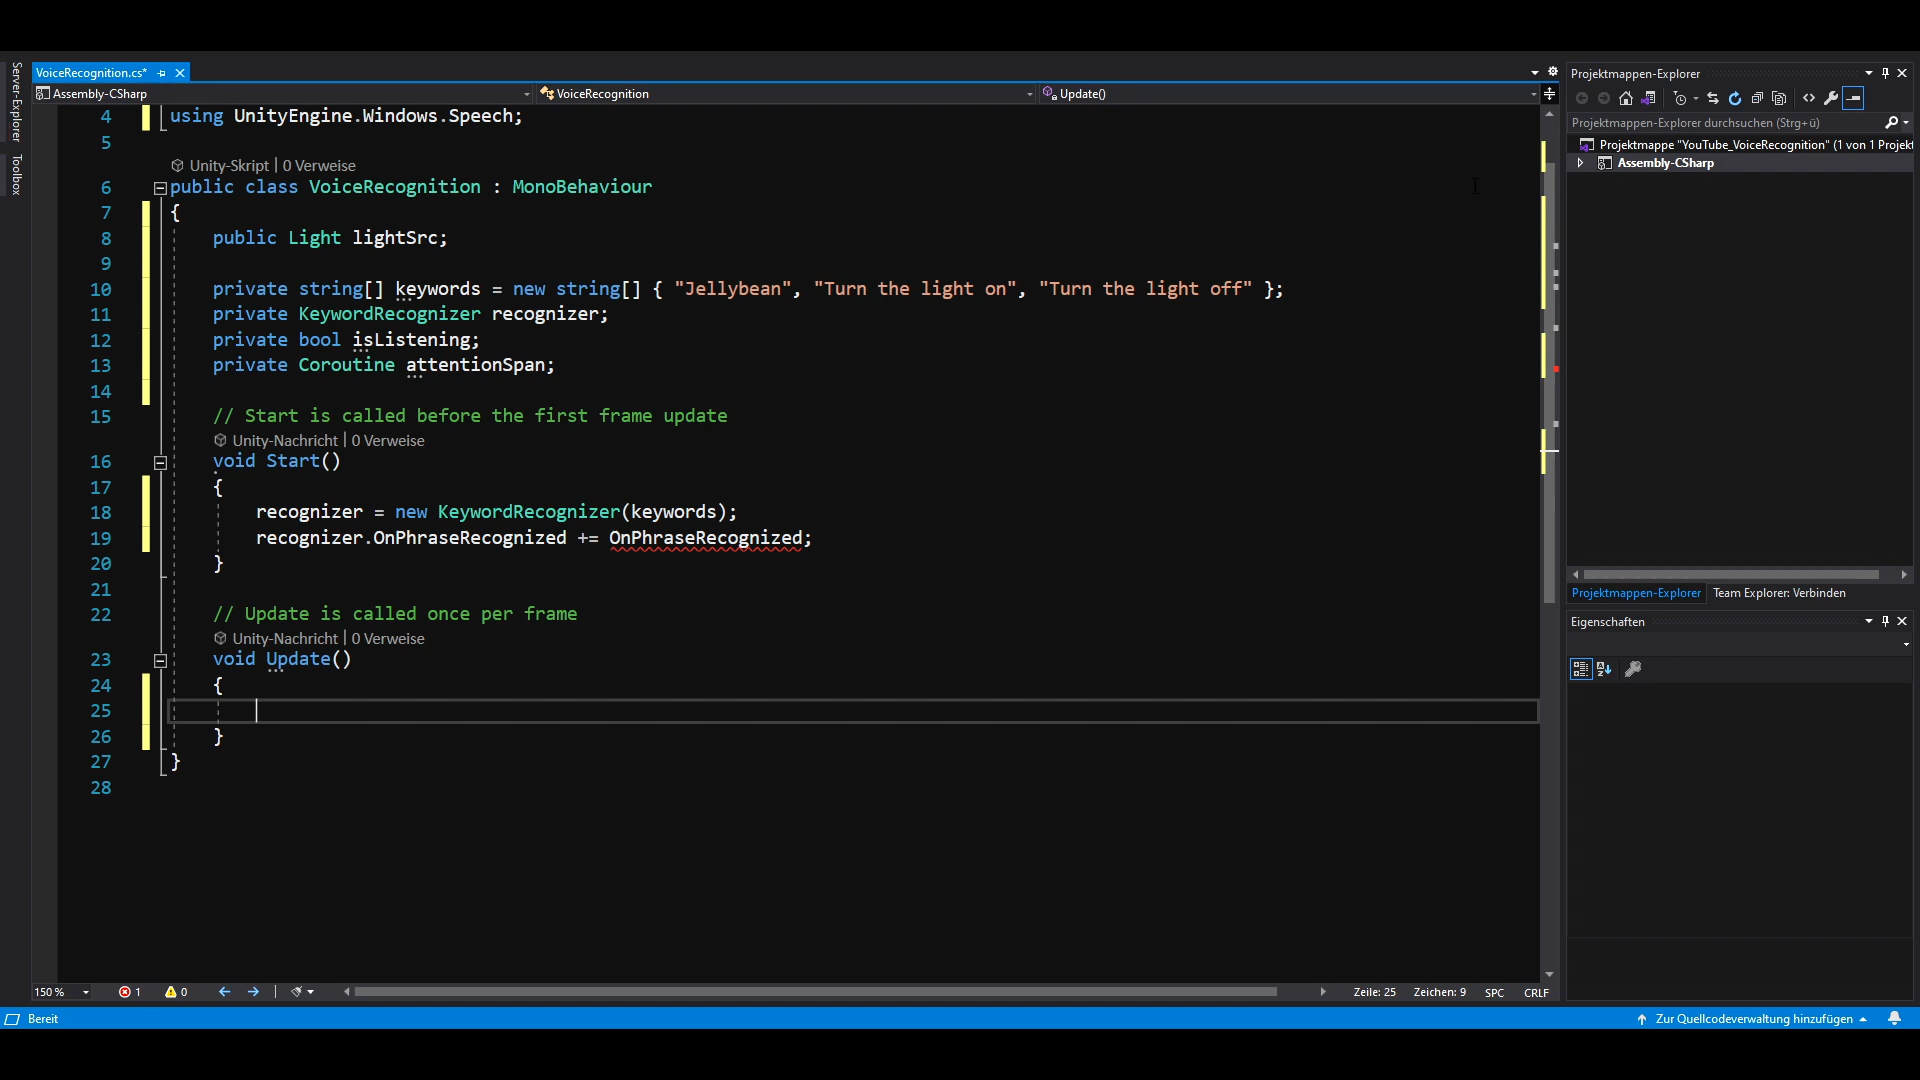 Server-Explorer
Toolbox
VoiceRecognition.cs*
Assembly-CSharp
VoiceRecognition
Update()
4 using UnityEngine.Windows.Speech;
5
Unity-Skript | 0 Verweise
6 public class VoiceRecognition : MonoBehaviour
7 {
8 public Light lightSrc;
9
10 private string[] keywords = new string[] { "Jellybean", "Turn the light on", "Turn the light off" };
11 private KeywordRecognizer recognizer;
12 private bool isListening;
13 private Coroutine attentionSpan;
14
15 // Start is called before the first frame update
Unity-Nachricht | 0 Verweise
16 void Start()
17 {
18 recognizer = new KeywordRecognizer(keywords);
19 recognizer.OnPhraseRecognized += OnPhraseRecognized;
20 }
21
22 // Update is called once per frame
Unity-Nachricht | 0 Verweise
23 void Update()
24 {
25
26 }
27 }
28
150 %
1
0
Zeile: 25 Zeichen: 9 SPC CRLF
Projektmappen-Explorer
Projektmappen-Explorer durchsuchen (Strg+ü)
Projektmappe "YouTube_VoiceRecognition" (1 von 1 Projekt
Assembly-CSharp
Projektmappen-Explorer Team Explorer: Verbinden
Eigenschaften
Bereit
Zur Quellcodeverwaltung hinzufügen